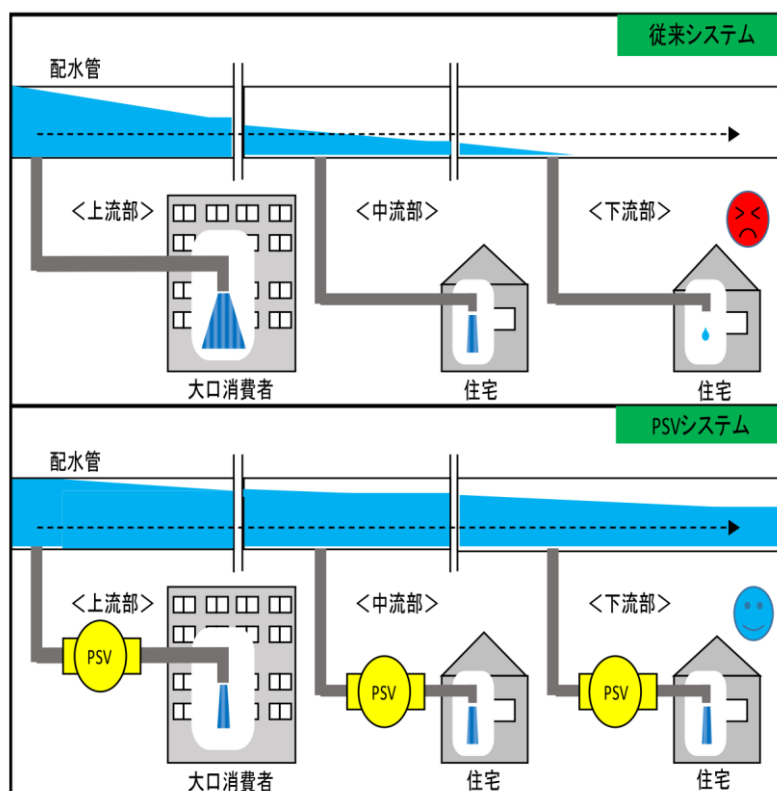 従来システム
配水管
<上流部>
<中流部>
<下流部>
大口消費者
住宅
住宅
PSVシステム
配水管
<上流部>
<中流部>
<下流部>
PSV
PSV
PSV
大口消費者
住宅
住宅